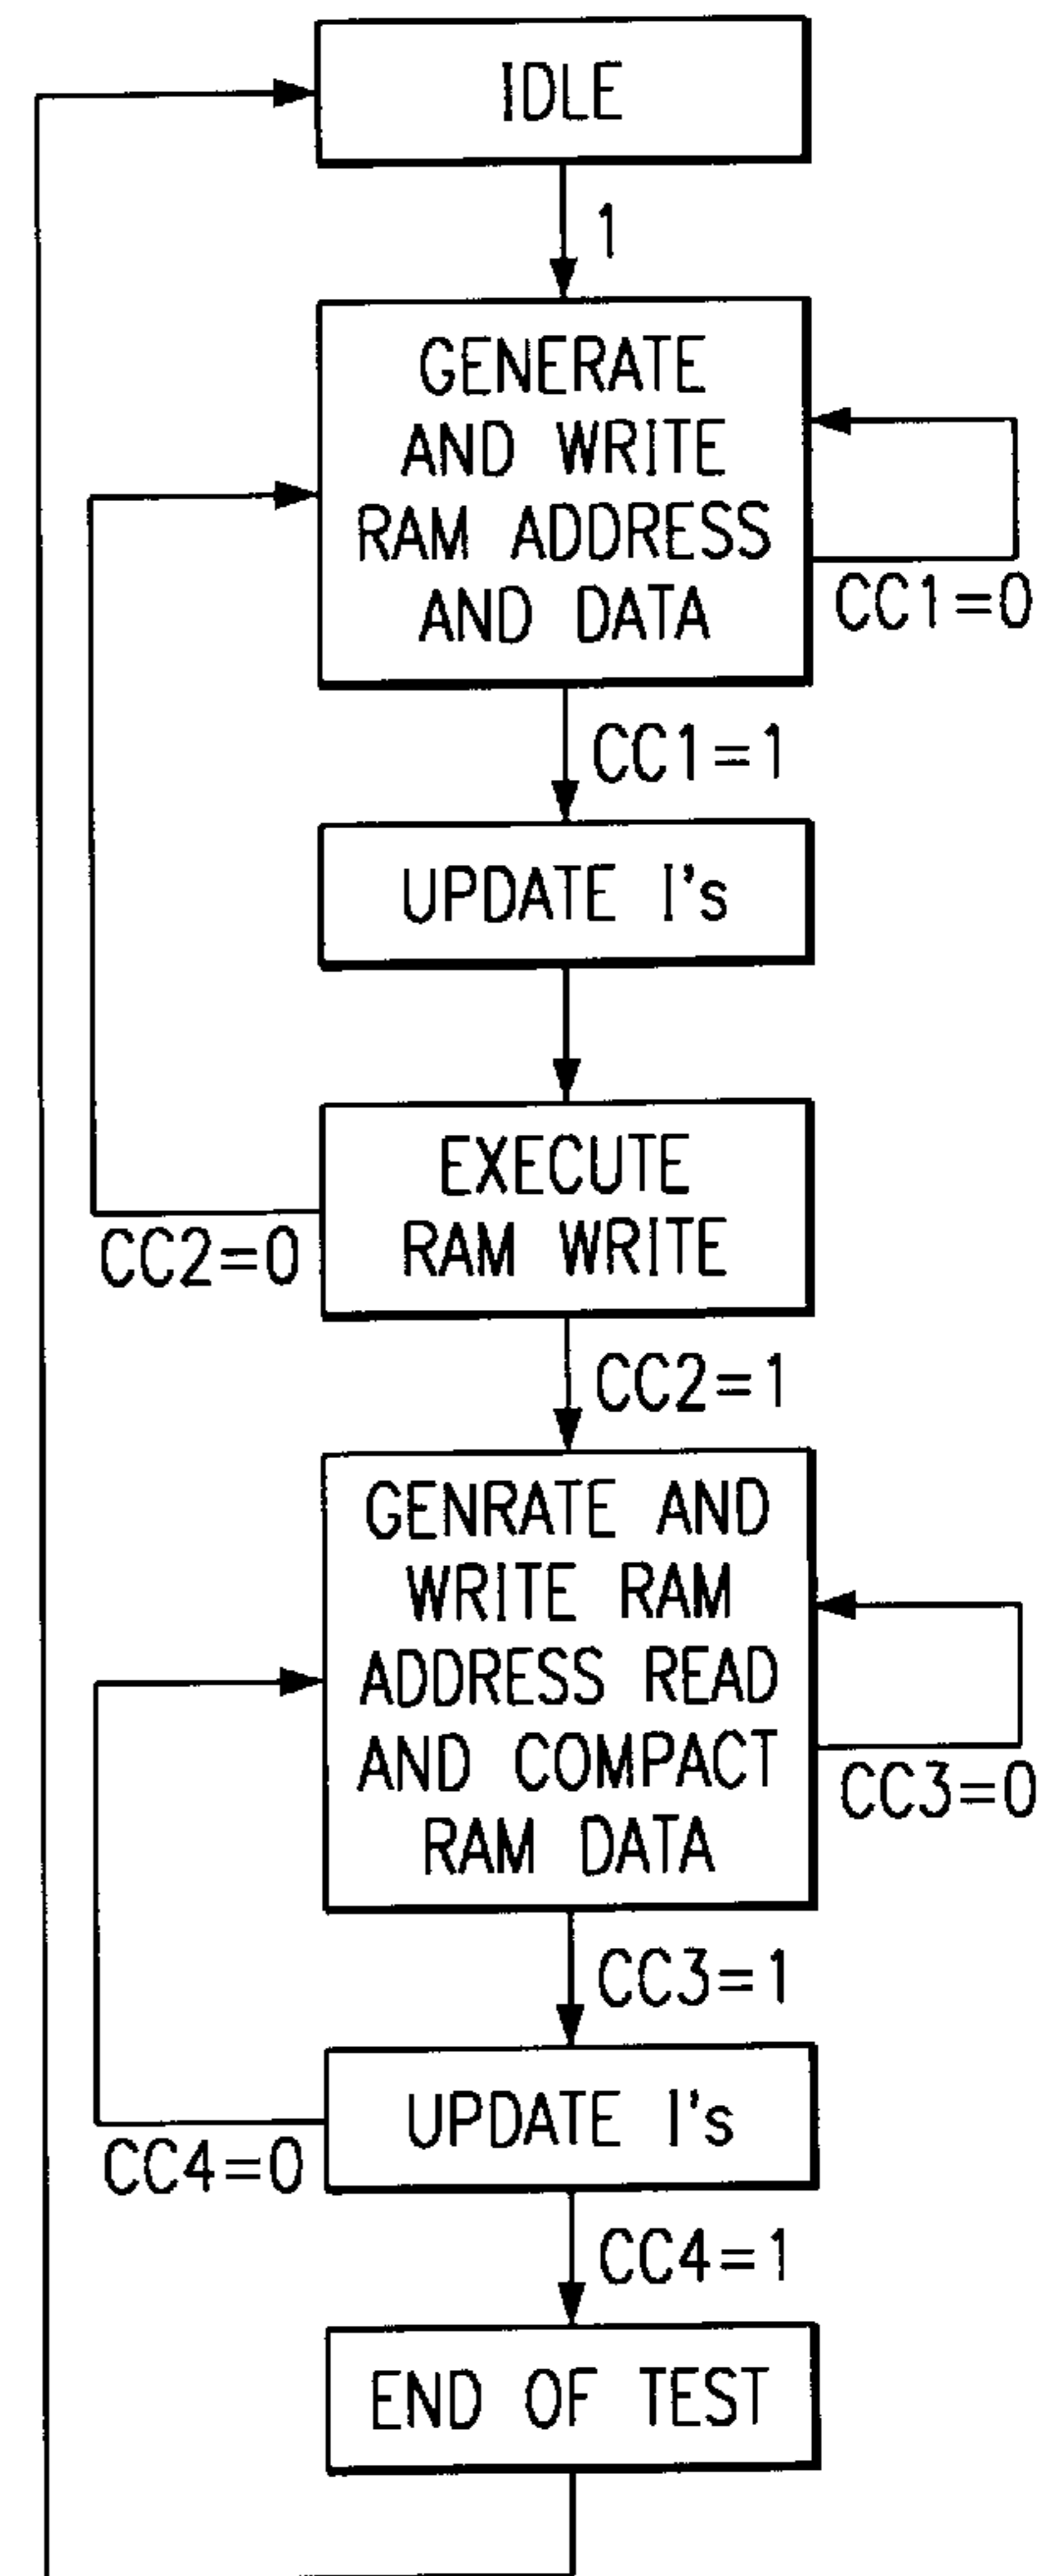 IDLE
1
GENERATE
AND WRITE
RAM ADDRESS
AND DATA
CC1=0
CC1=1
UPDATE I's
EXECUTE
RAM WRITE
CC2=0
CC2=1
GENRATE AND
WRITE RAM
ADDRESS READ
AND COMPACT
RAM DATA
CC3=0
CC3=1
UPDATE I's
CC4=0
CC4=1
END OF TEST